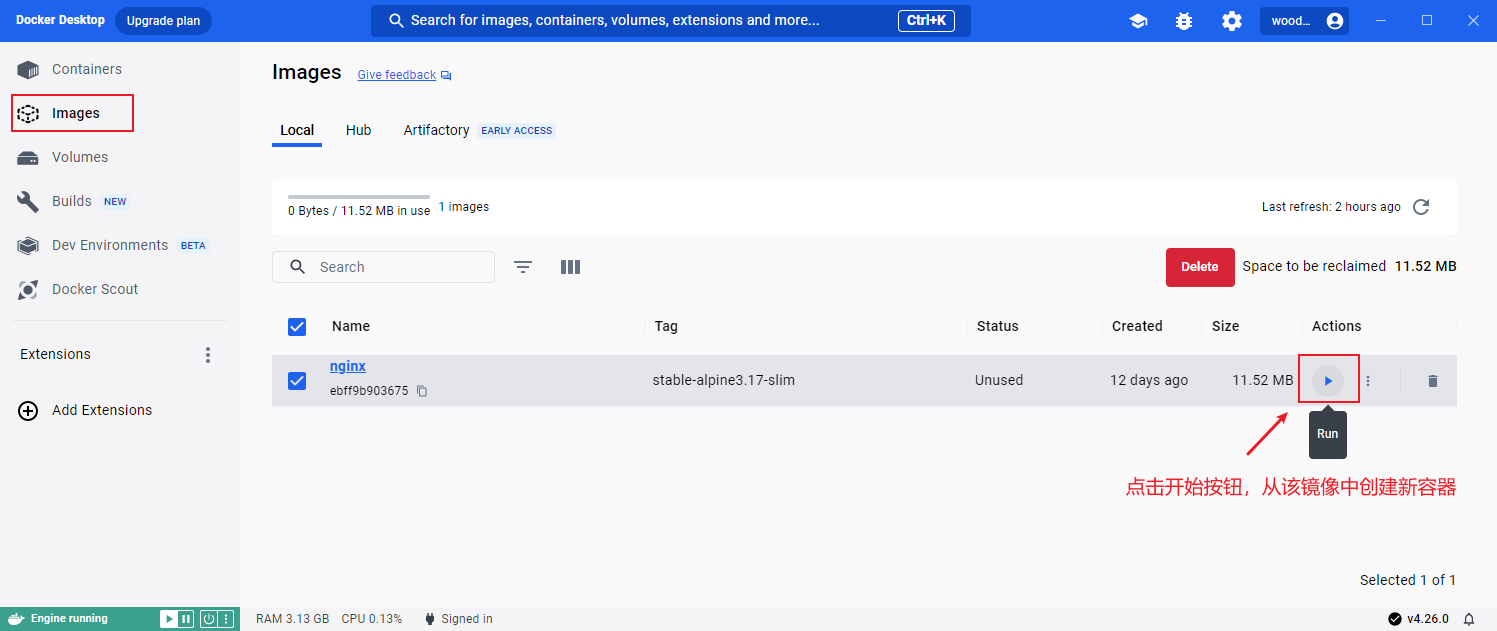 Docker Desktop Upgrade plan Search for images, containers, volumes, extensions and more... Ctrl+K wood...
Containers
Images
Volumes
Builds NEW
Dev Environments BETA
Docker Scout
Extensions
Add Extensions
Images Give feedback
Local Hub Artifactory EARLY ACCESS
0 Bytes / 11.52 MB in use 1 images Last refresh: 2 hours ago
Search Delete Space to be reclaimed 11.52 MB
Name Tag Status Created Size Actions
nginx
ebff9b903675 stable-alpine3.17-slim Unused 12 days ago 11.52 MB
Run
点击开始按钮，从该镜像中创建新容器
Selected 1 of 1
Engine running RAM 3.13 GB CPU 0.13% Signed in v4.26.0